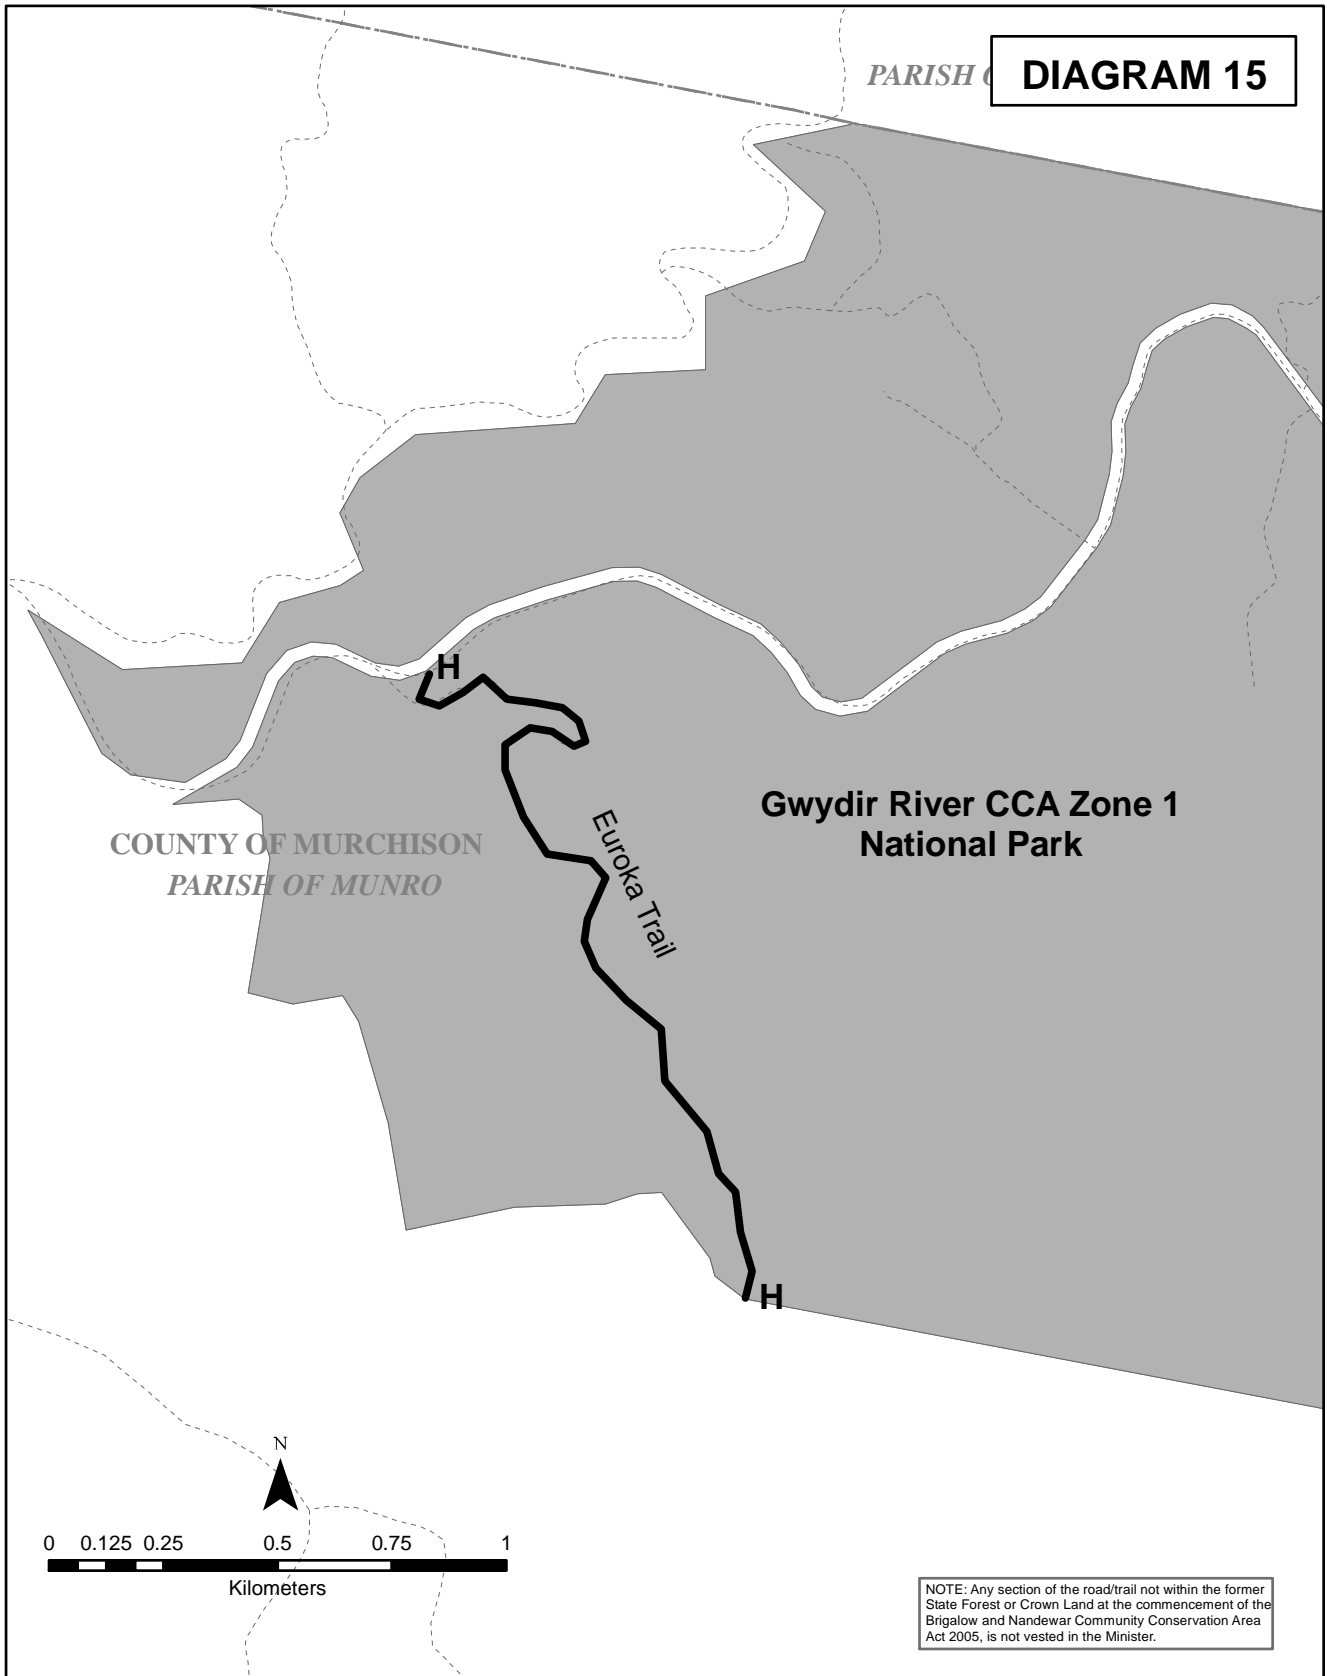 PARISH
DIAGRAM 15
H
Gwydir River CCA Zone 1
National Park
Euroka Trail
COUNTY OF MURCHISON
PARISH OF MUNRO
H
N
0 0.125 0.25 0.5 0.75 1
Kilometers
NOTE: Any section of the road/trail not within the former
State Forest or Crown Land at the commencement of the
Brigalow and Nandewar Community Conservation Area
Act 2005, is not vested in the Minister.